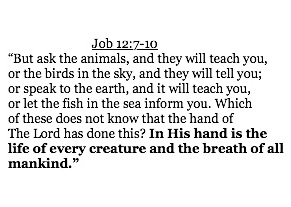 Job 12:7-10
“But ask the animals, and they will teach you,
or the birds in the sky, and they will tell you;
or speak to the earth, and it will teach you,
or let the fish in the sea inform you. Which
of these does not know that the hand of
The Lord has done this? In His hand is the
life of every creature and the breath of all
mankind.”